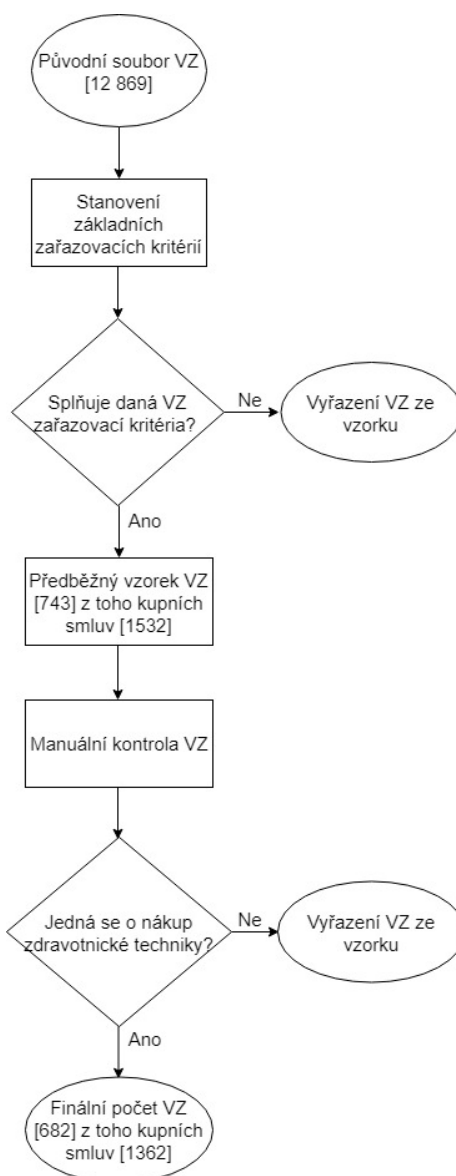 Původní soubor VZ
[12 869]
Stanovení
základních
zařazovacích kritérií
Splňuje daná VZ
zařazovací kritéria?
Ne
Vyřazení VZ ze
vzorku
Ano
Předběžný vzorek VZ
[743] z toho kupních
smluv [1532]
Manuální kontrola VZ
Jedná se o nákup
zdravotnické techniky?
Ne
Vyřazení VZ ze
vzorku
Ano
Finální počet VZ
[682] z toho kupních
smluv [1362]